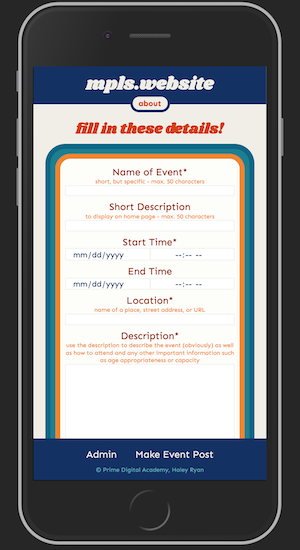 mpls.website
about
fill in these details!
Name of Event*
short, but specific - max. 50 characters
Short Description
to display on home page - max. 50 characters
Start Time*
mm/dd/yyyy --:-- --
End Time
mm/dd/yyyy --:-- --
Location*
name of a place, street address, or URL
Description*
use the description to describe the event (obviously) as well
as how to attend and any other important information such
as age appropriateness or capacity
Admin Make Event Post
© Prime Digital Academy, Haley Ryan